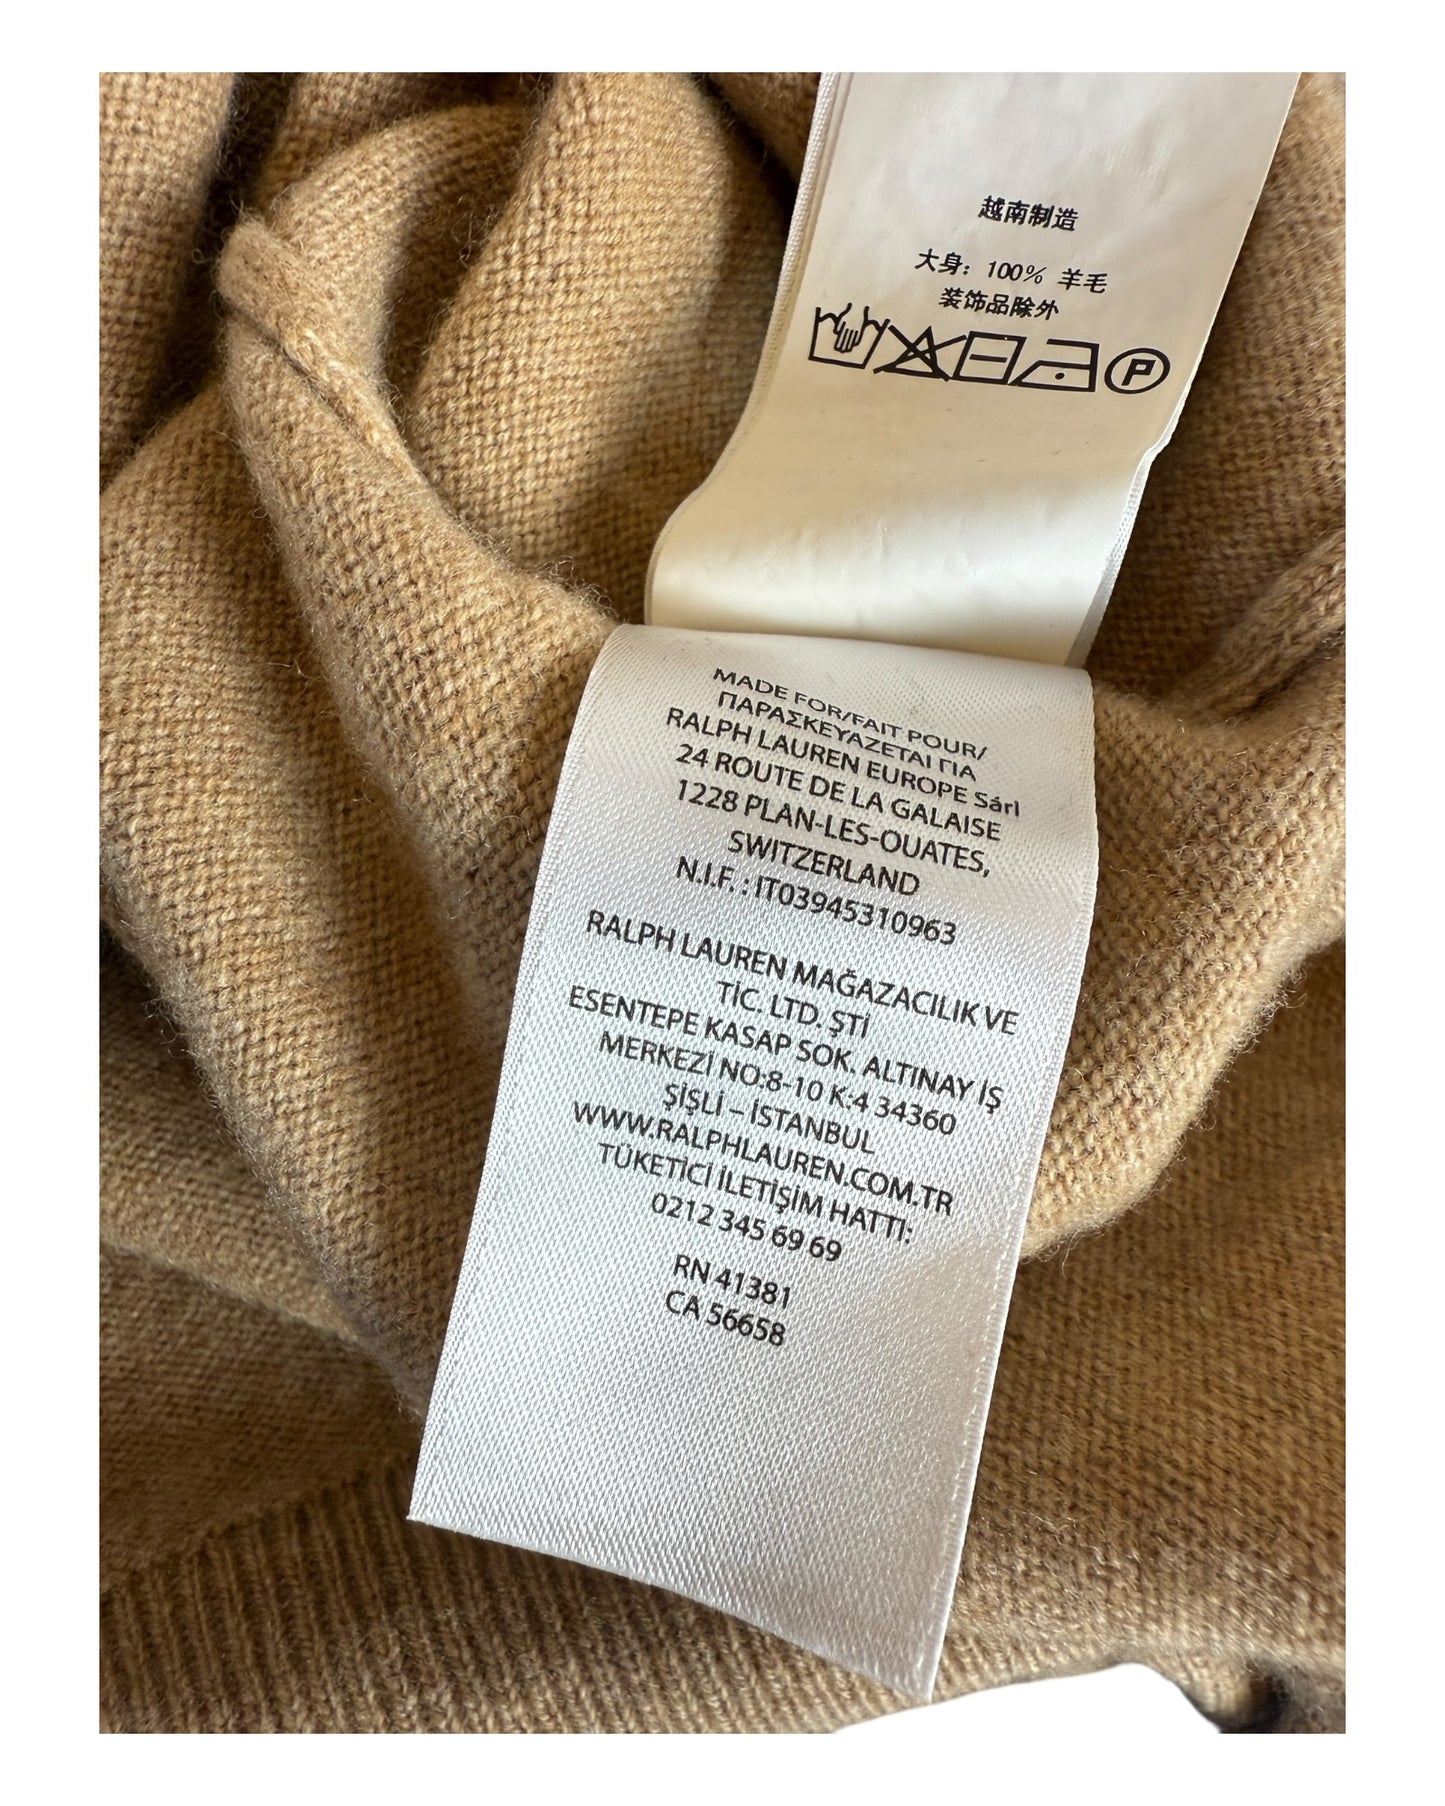 越南制造
大身: 100% 羊毛
装饰品除外
P
MADE FOR/FAIT POUR/
ΠΑΡΑΣΚΕΥΑΖΕΤΑΙ ΓΙΑ
RALPH LAUREN EUROPE Sárl
24 ROUTE DE LA GALAISE
1228 PLAN-LES-OUATES,
SWITZERLAND
N.I.F. : IT03945310963
RALPH LAUREN MAĞAZACILIK VE
TİC. LTD. ŞTİ
ESENTEPE KASAP SOK. ALTINAY İŞ
MERKEZİ NO:8-10 K:4 34360
ŞİŞLİ – İSTANBUL
WWW.RALPHLAUREN.COM.TR
TÜKETİCİ İLETİŞİM HATTI:
0212 345 69 69
RN 41381
CA 56658